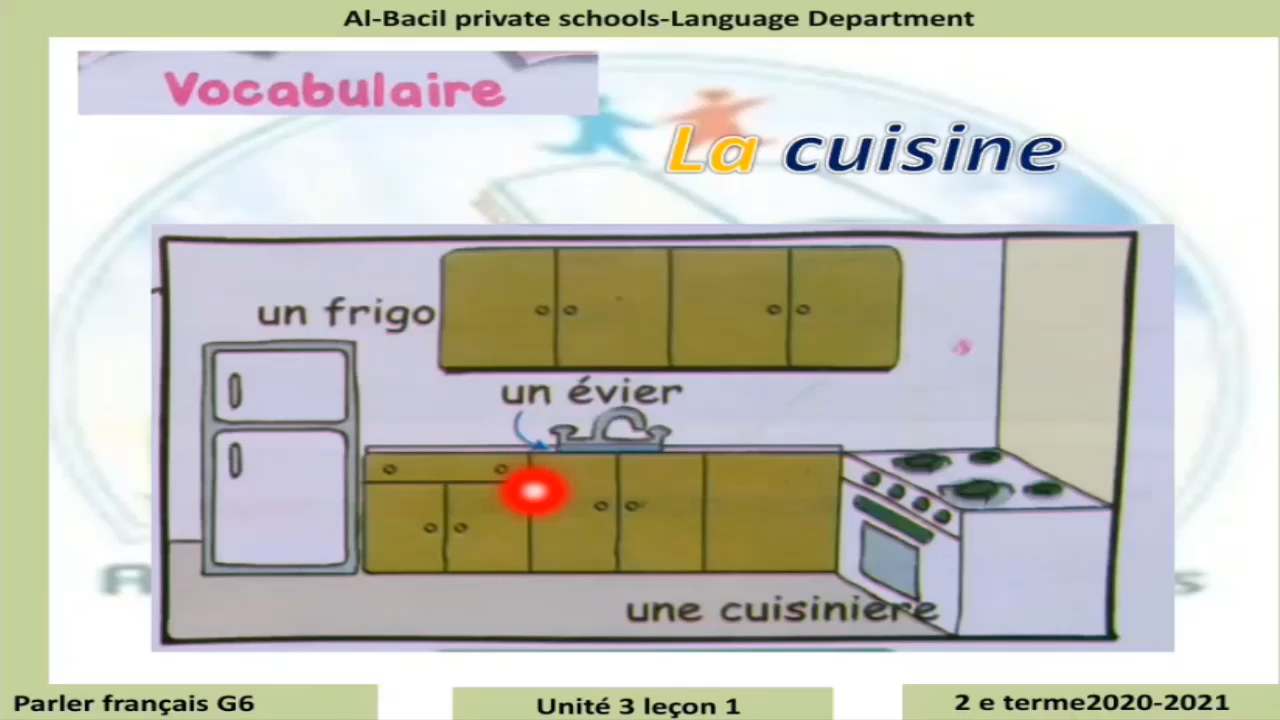 Al-Bacil private schools-Language Department
Vocabulaire
La cuisine
un frigo
un évier
une cuisiniere
Parler français G6
Unité 3 leçon 1
2 e terme2020-2021